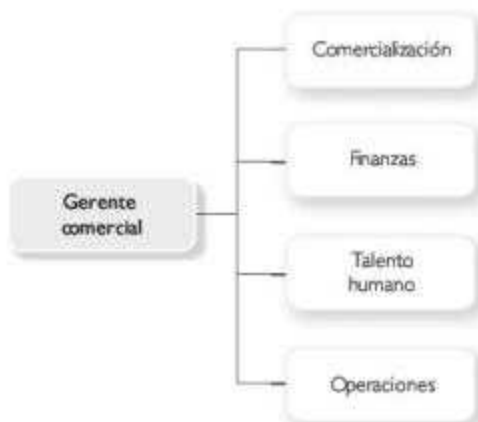 Comercialización
Finanzas
Gerente
comercial
Talento
humano
Operaciones